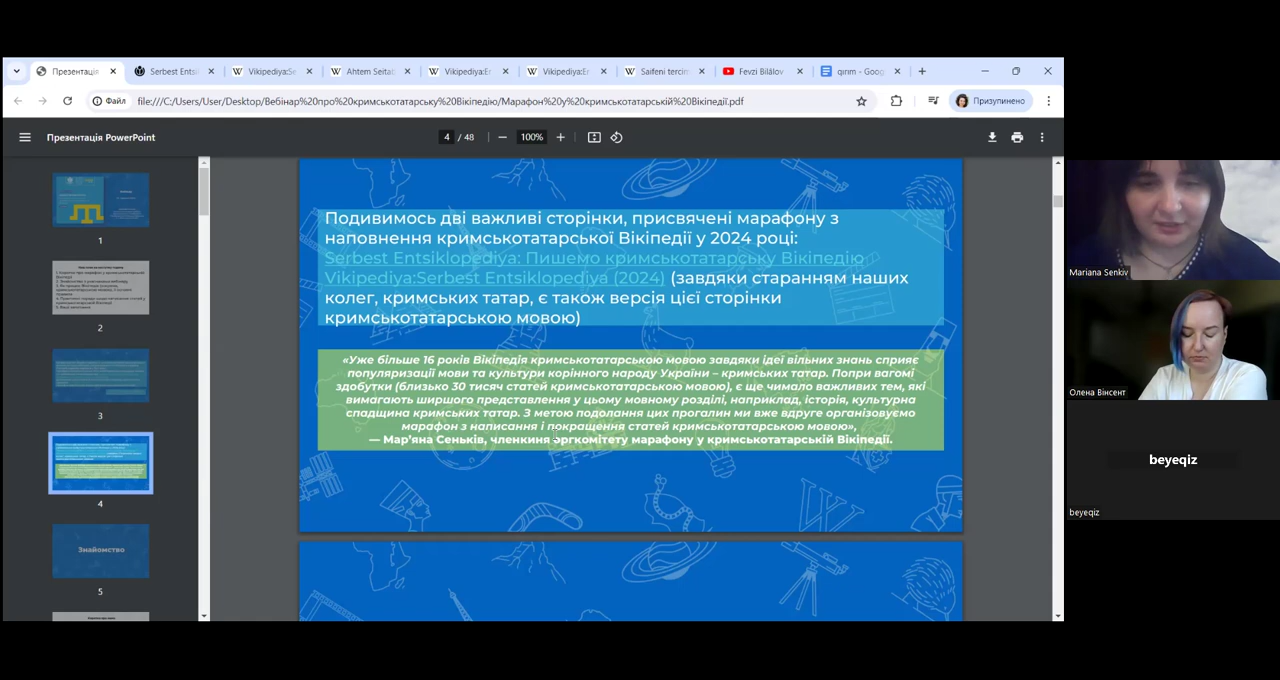 Презентація
Serbest Entsi
Vikipediya:Se
Ahtem Seita
Vikipediya:Er
Vikipediya:Er
Saifeni tercim
Fevzi Bilâlov
qırım - Goog
Файл
file:///C:/Users/User/Desktop/Вебінар%20про%20кримськотатарську%20Вікіпедію/Марафон%20у%20кримськотатарській%20Вікіпедії.pdf
Призупинено
Презентація PowerPoint
4 / 48
100%
1
2
3
4
Знайомство
5
Подивимось дві важливі сторінки, присвячені марафону з
наповнення кримськотатарської Вікіпедії у 2024 році:
Serbest Entsiklopediya: Пишемо кримськотатарську Вікіпедію
Vikipediya:Serbest Entsiklopediya (2024) (завдяки старанням наших
колег, кримських татар, є також версія цієї сторінки
кримськотатарською мовою)
«Уже більше 16 років Вікіпедія кримськотатарською мовою завдяки ідеї вільних знань сприяє
популяризації мови та культури корінного народу України – кримських татар. Попри вагомі
здобутки (близько 30 тисяч статей кримськотатарською мовою), є ще чимало важливих тем, які
вимагають ширшого представлення у цьому мовному розділі, наприклад, історія, культурна
спадщина кримських татар. З метою подолання цих прогалин ми вже вдруге організовуємо
марафон з написання і покращення статей кримськотатарською мовою»,
— Мар’яна Сеньків, членкиня оргкомітету марафону у кримськотатарській Вікіпедії.
Mariana Senkiv
Олена Вінсент
beyeqiz
beyeqiz